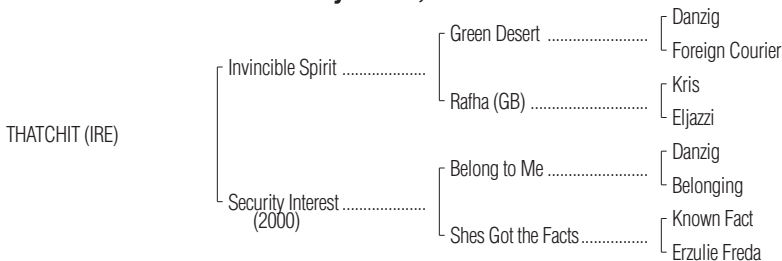 Danzig
Green Desert ........................
Foreign Courier
Invincible Spirit ....................
Kris
Rafha (GB) ............................
Eljazzi
THATCHIT (IRE)
Danzig
Belong to Me ........................
Belonging
Security Interest ....................
(2000)
Known Fact
Shes Got the Facts................
Erzulie Freda